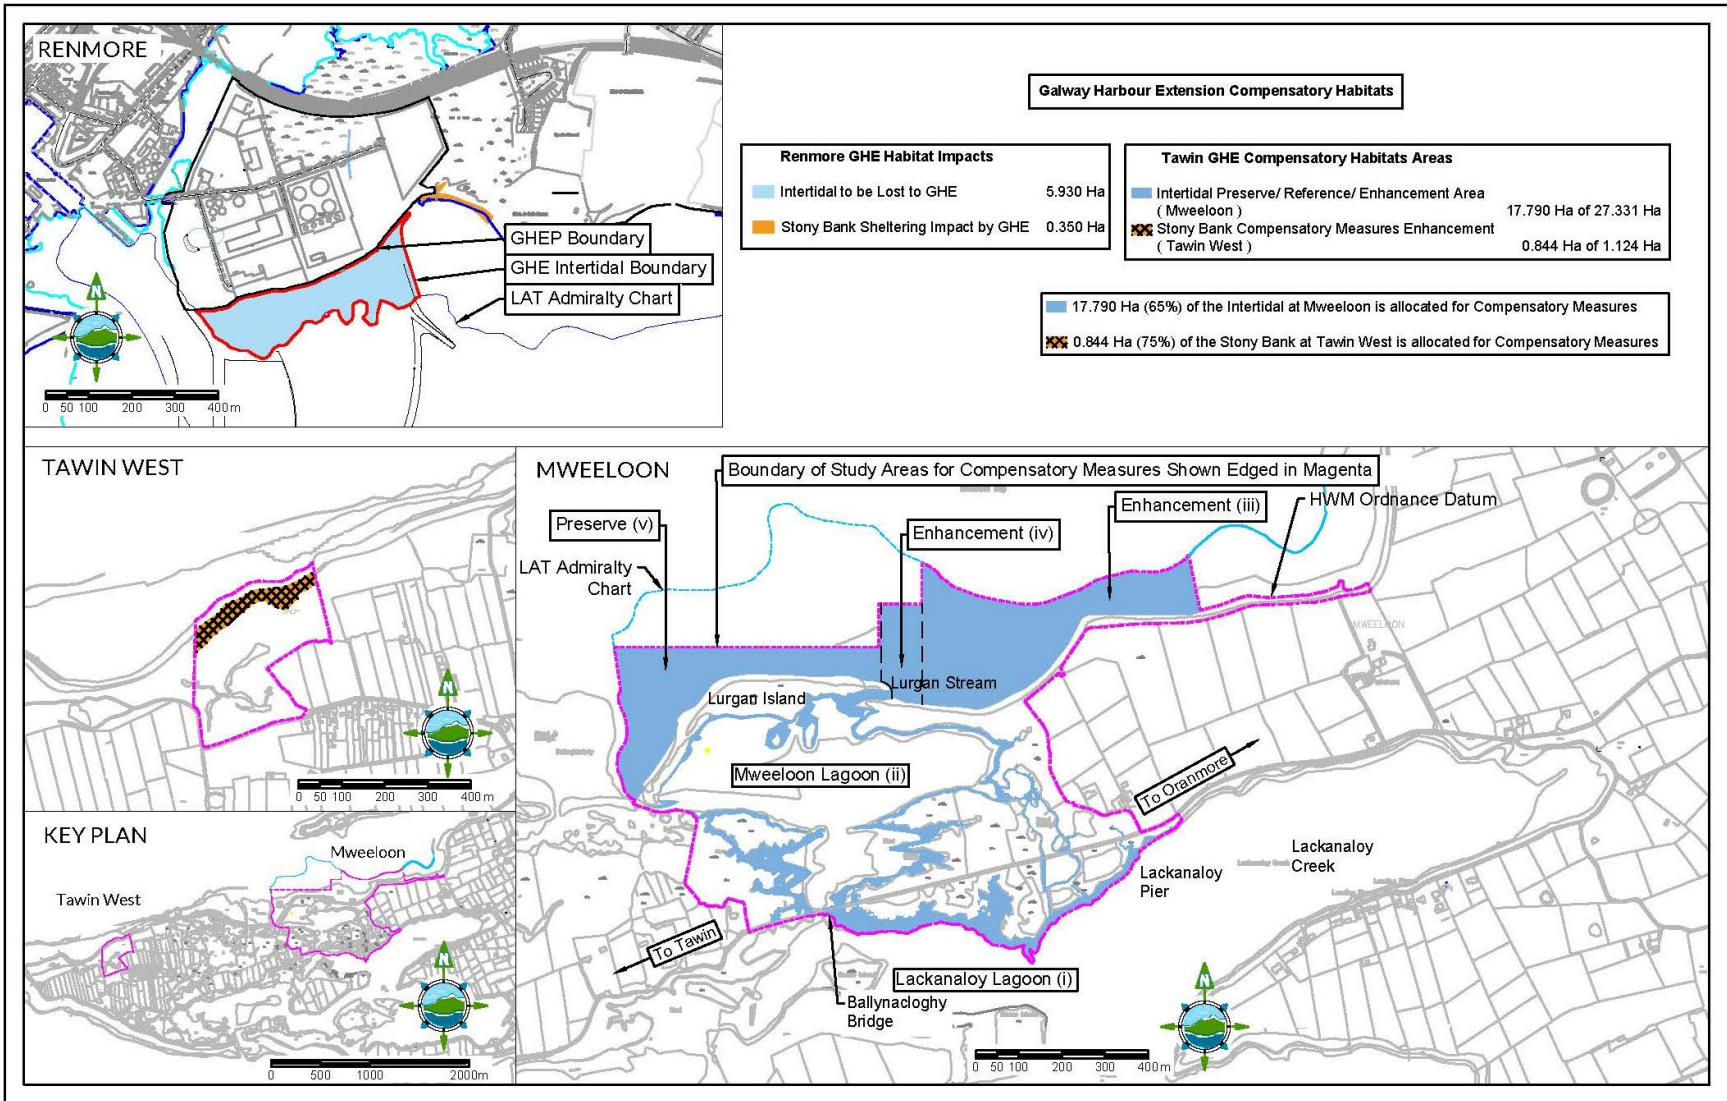 RENMORE
GHEP Boundary
GHE Intertidal Boundary
LAT Admiralty Chart
N
0 50 100 200 300 400m
Galway Harbour Extension Compensatory Habitats
Renmore GHE Habitat Impacts
Intertidal to be Lost to GHE 5.930 Ha
Stony Bank Sheltering Impact by GHE 0.350 Ha
Tawin GHE Compensatory Habitats Areas
Intertidal Preserve/ Reference/ Enhancement Area
( Mweeloon ) 17.790 Ha of 27.331 Ha
Stony Bank Compensatory Measures Enhancement
( Tawin West ) 0.844 Ha of 1.124 Ha
17.790 Ha (65%) of the Intertidal at Mweeloon is allocated for Compensatory Measures
0.844 Ha (75%) of the Stony Bank at Tawin West is allocated for Compensatory Measures
TAWIN WEST
N
0 50 100 200 300 400 m
KEY PLAN
Mweeloon
Tawin West
N
0 500 1000 2000m
MWEELOON
Boundary of Study Areas for Compensatory Measures Shown Edged in Magenta
Preserve (v)
Enhancement (iv)
Enhancement (iii)
HWM Ordnance Datum
LAT Admiralty
Chart
MWEELOON
Lurgan Island
Lurgan Stream
Mweeloon Lagoon (ii)
To Oranmore
Lackanaloy
Creek
Lackanaloy
Pier
To Tawin
Lackanaloy Lagoon (i)
Ballynacloghy
Bridge
N
0 50 100 200 300 400m